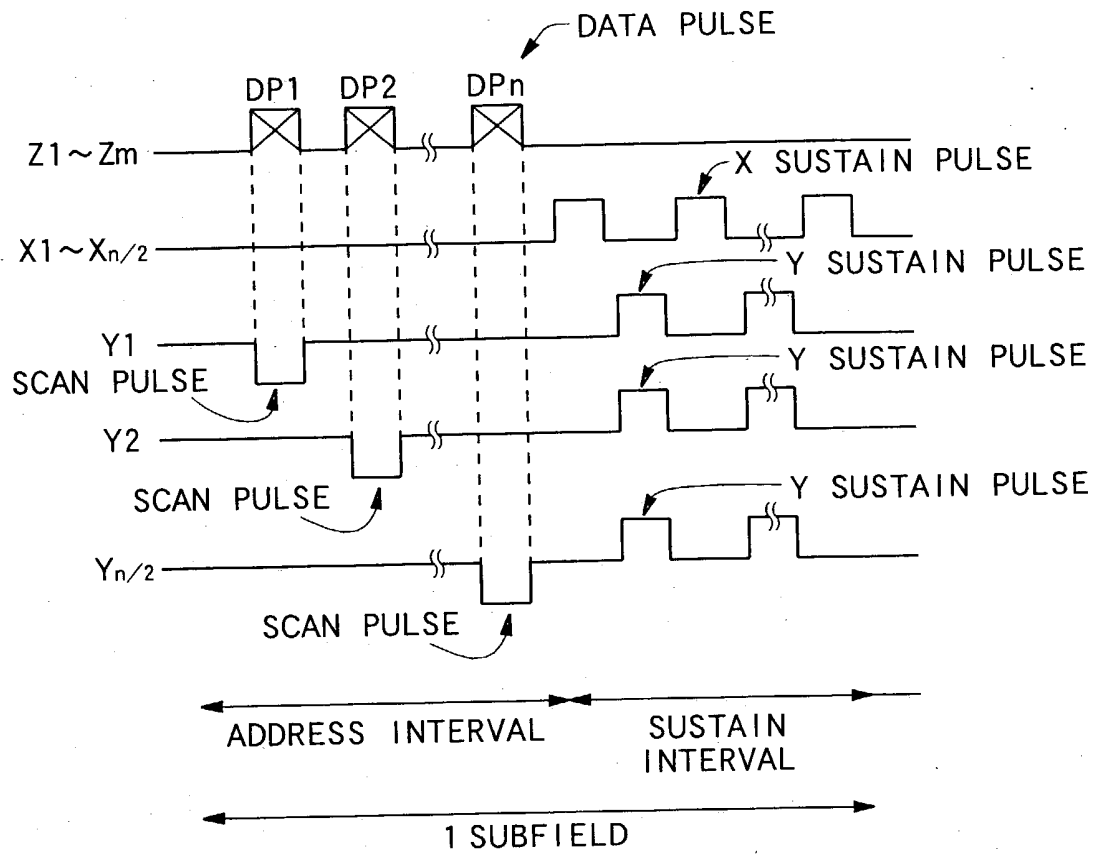 DATA PULSE
DP1 DP2 DPn
Z1~Zm
X SUSTAIN PULSE
X1~Xn/2
Y SUSTAIN PULSE
Y1
Y SUSTAIN PULSE
SCAN PULSE
Y2
SCAN PULSE
Y SUSTAIN PULSE
Yn/2
SCAN PULSE
ADDRESS INTERVAL
SUSTAIN
INTERVAL
1 SUBFIELD